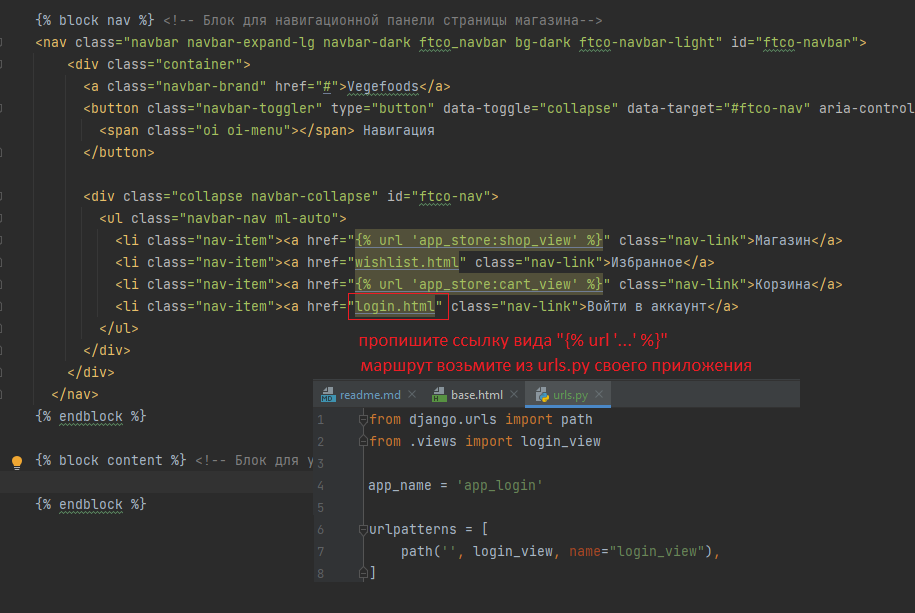 {% block nav %} <!-- Блок для навигационной панели страницы магазина-->
<nav class="navbar navbar-expand-lg navbar-dark ftco_navbar bg-dark ftco-navbar-light" id="ftco-navbar">
<div class="container">
<a class="navbar-brand" href="#">Vegefoods</a>
<button class="navbar-toggler" type="button" data-toggle="collapse" data-target="#ftco-nav" aria-control
<span class="oi oi-menu"></span> Навигация
</button>
<div class="collapse navbar-collapse" id="ftco-nav">
<ul class="navbar-nav ml-auto">
<li class="nav-item"><a href="{% url 'app_store:shop_view' %}" class="nav-link">Магазин</a>
<li class="nav-item"><a href="wishlist.html" class="nav-link">Избранное</a>
<li class="nav-item"><a href="{% url 'app_store:cart_view' %}" class="nav-link">Корзина</a>
<li class="nav-item"><a href="login.html" class="nav-link">Войти в аккаунт</a>
</ul>
пропишите ссылку вида "{% url '...' %}"
</div>
маршрут возьмите из urls.py своего приложения
</div>
</nav>
{% endblock %}
{% block content %} <!-- Блок для у
{% endblock %}
readme.md base.html urls.py
1 from django.urls import path
2 from .views import login_view
3
4 app_name = 'app_login'
5
6 urlpatterns = [
7 path('', login_view, name="login_view"),
8 ]